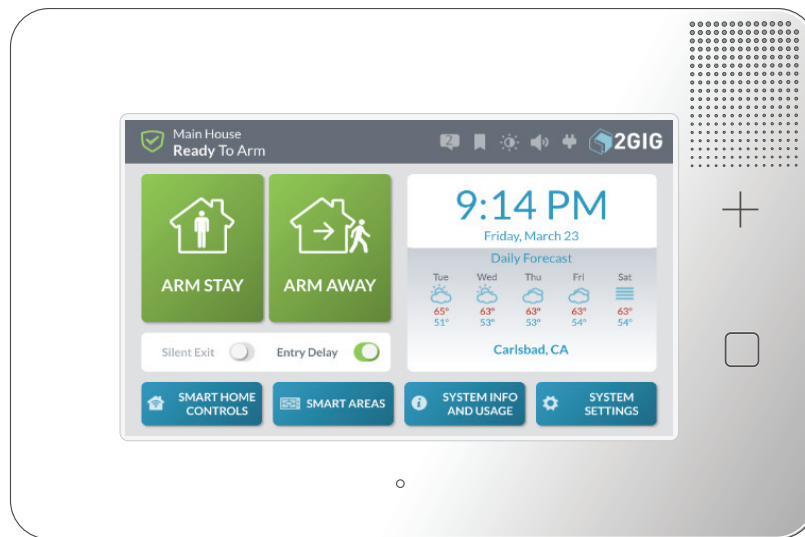 Main House
Ready To Arm
2
2GIG
ARM STAY
ARM AWAY
Silent Exit
Entry Delay
9:14 PM
Friday, March 23
Daily Forecast
Tue Wed Thu Fri Sat
65° 63° 63° 63° 63°
51° 53° 53° 54° 54°
Carlsbad, CA
SMART HOME
CONTROLS
SMART AREAS
SYSTEM INFO
AND USAGE
SYSTEM
SETTINGS